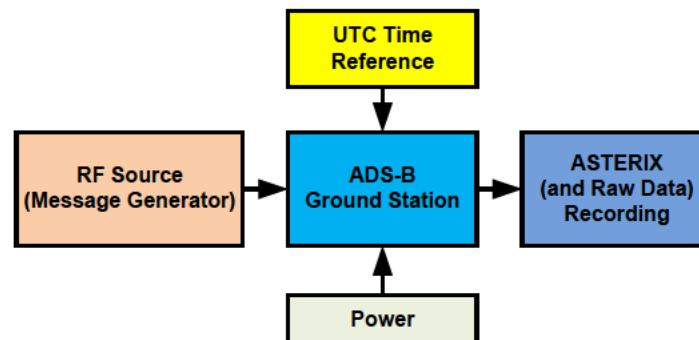 UTC Time
Reference
RF Source
(Message Generator)
ADS-B
Ground Station
ASTERIX
(and Raw Data)
Recording
Power